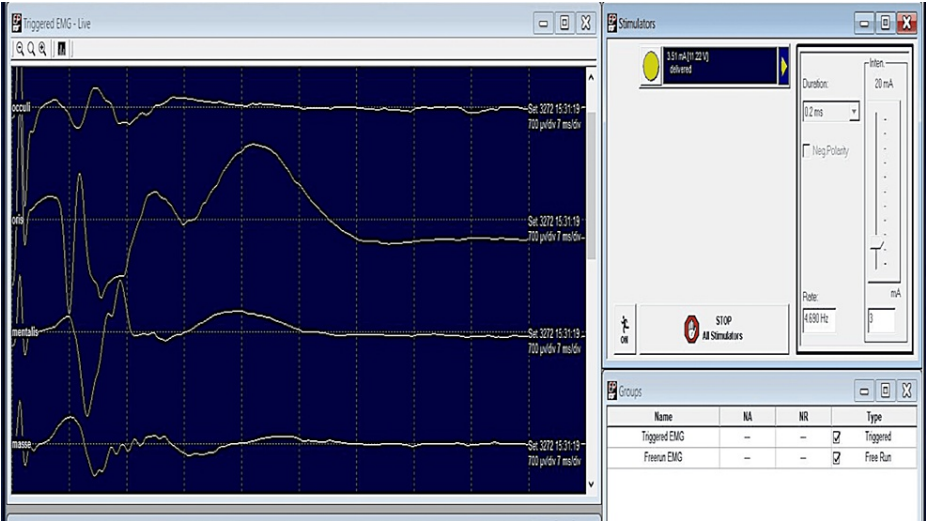 Triggered EMG - Live
occuli
Set 3272 15:31:19
700 µv/div 7 ms/div
oris
Set 3272 15:31:19
700 µv/div 7 ms/div
mentalis
Set 3272 15:31:19
700 µv/div 7 ms/div
masse
Set 3272 15:31:19
700 µv/div 7 ms/div
Stimulators
3.51 mA [11.22 V]
delivered
Duration:
0.2 ms
Neg.Polarity
Inten.
20 mA
Rate:
4.690 Hz
mA
3
ON
STOP
All Stimulators
Groups
Name NA NR Type
Triggered EMG --- --- Triggered
Freerun EMG --- --- Free Run